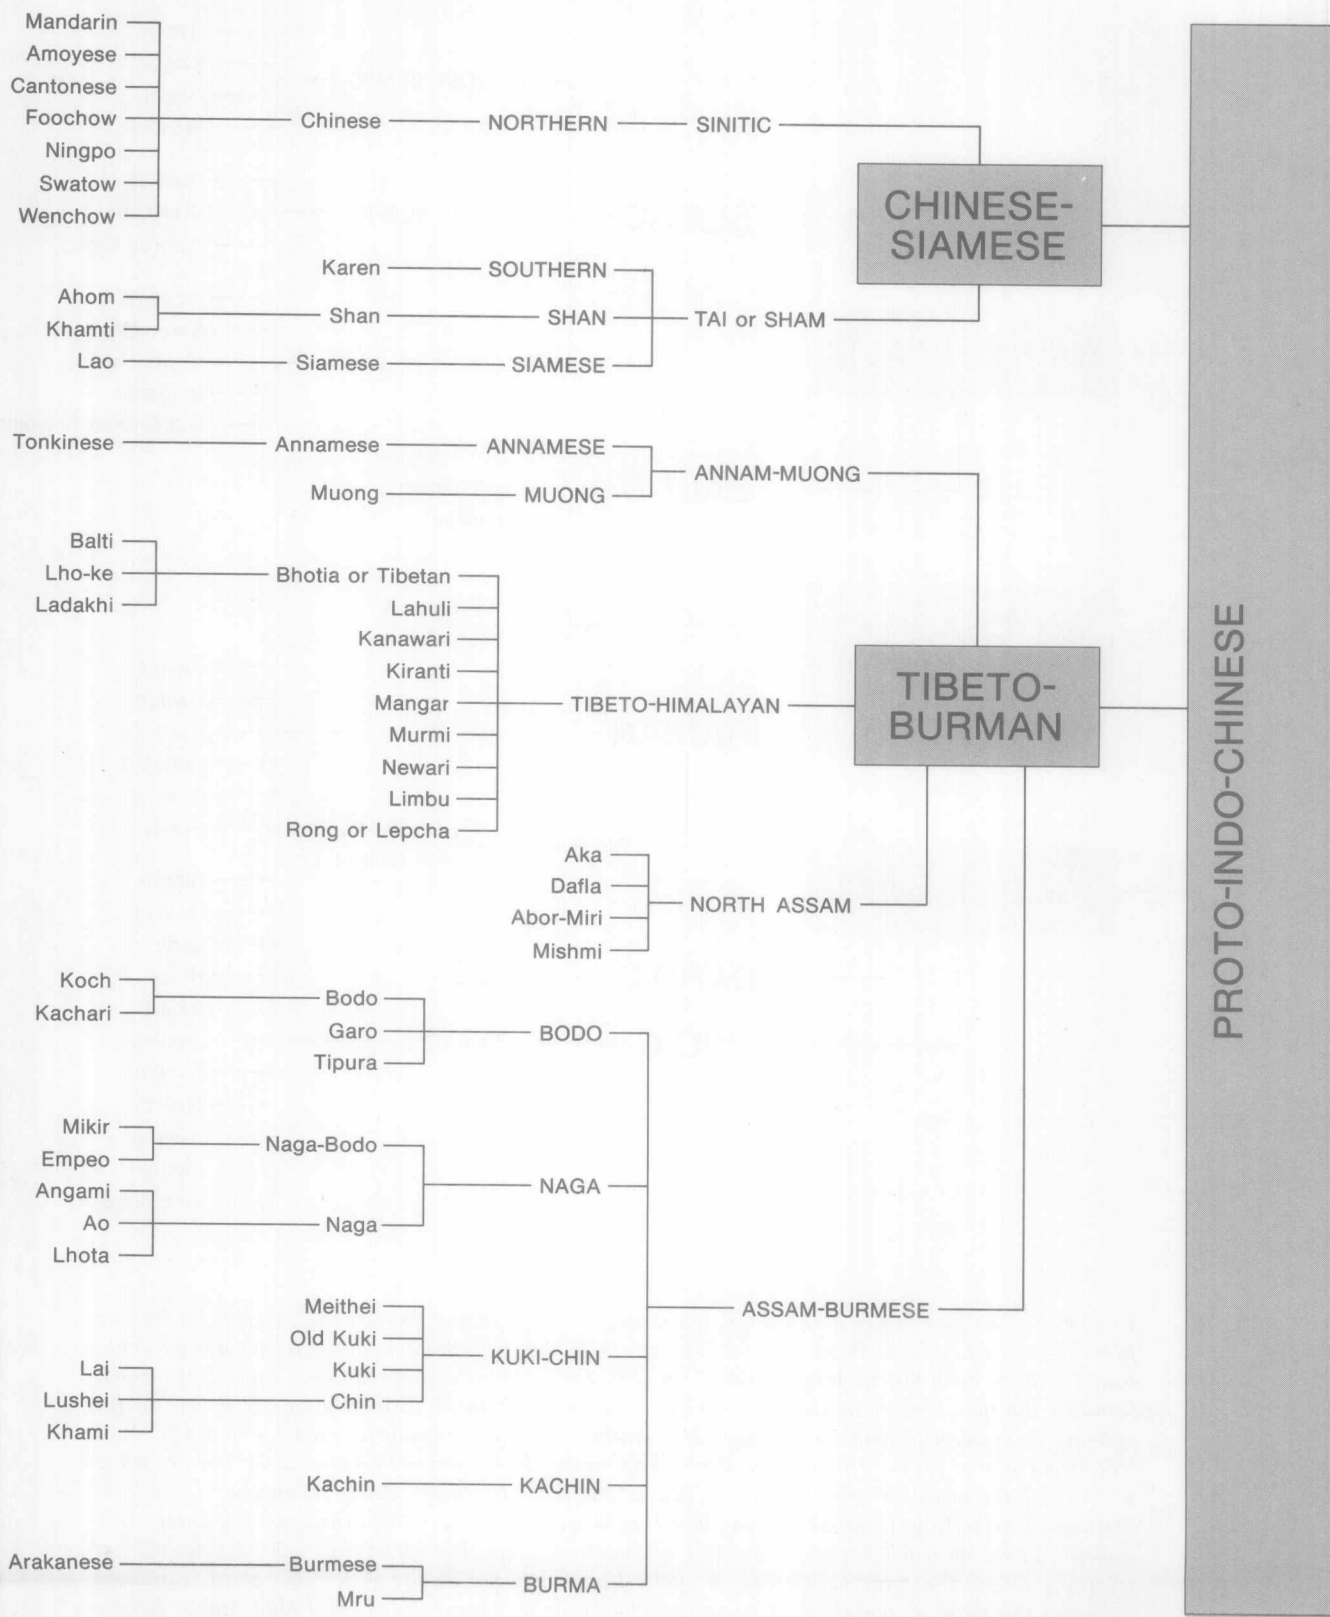 Mandarin
Amoyese
Cantonese
Foochow
Ningpo
Swatow
Wenchow
Chinese
NORTHERN
SINITIC
CHINESE-
SIAMESE
Karen
SOUTHERN
Ahom
Khamti
Shan
SHAN
TAI or SHAM
Lao
Siamese
SIAMESE
Tonkinese
Annamese
ANNAMESE
ANNAM-MUONG
Muong
MUONG
Balti
Lho-ke
Ladakhi
Bhotia or Tibetan
Lahuli
Kanawari
Kiranti
Mangar
Murmi
Newari
Limbu
Rong or Lepcha
TIBETO-HIMALAYAN
TIBETO-
BURMAN
PROTO-INDO-CHINESE
Aka
Dafla
Abor-Miri
Mishmi
NORTH ASSAM
Koch
Kachari
Bodo
Garo
Tipura
BODO
Mikir
Empeo
Naga-Bodo
NAGA
Angami
Ao
Lhota
Naga
ASSAM-BURMESE
Meithei
Old Kuki
Kuki
Chin
KUKI-CHIN
Lai
Lushei
Khami
Kachin
KACHIN
Arakanese
Burmese
Mru
BURMA